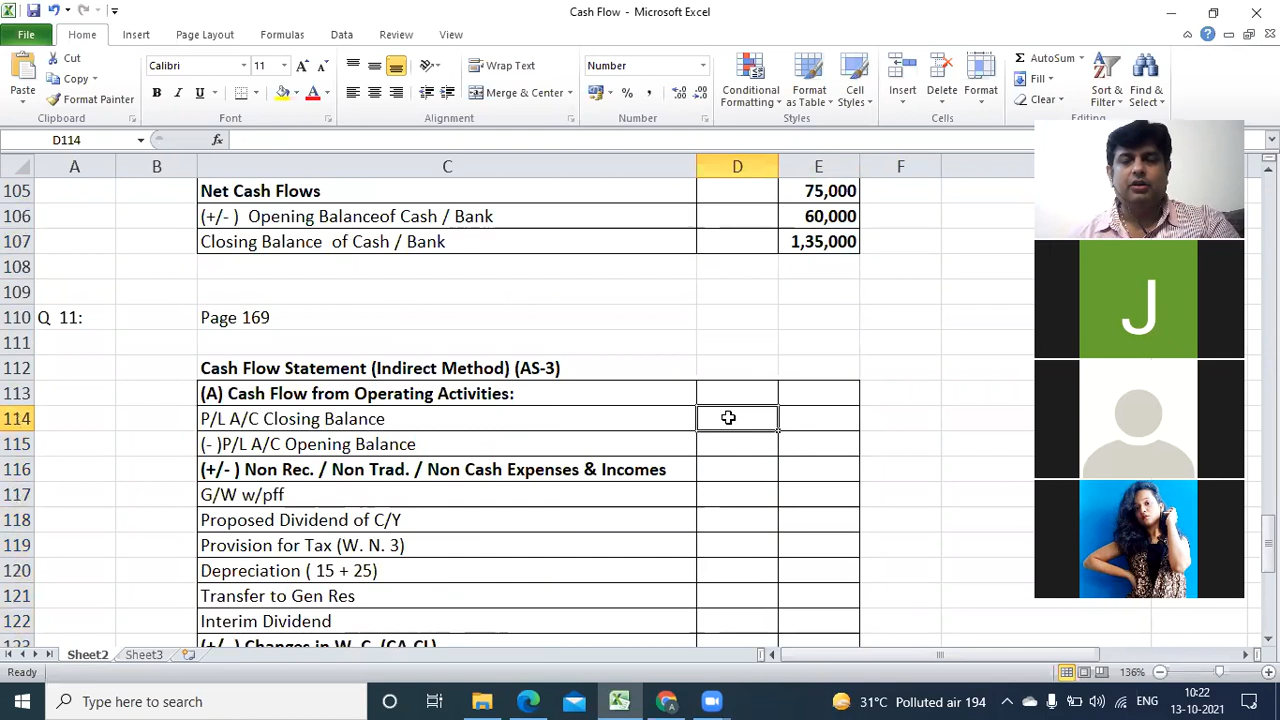 Cash Flow - Microsoft Excel
File Home Insert Page Layout Formulas Data Review View
Paste Cut Copy Format Painter Clipboard
Calibri 11 A A B I U A Font
Wrap Text Merge & Center Alignment
Number % , .0 .00 Number
Conditional Formatting Format as Table Cell Styles Styles
Insert Delete Format Cells
Σ AutoSum Fill Clear Sort & Filter Find & Select Editing
D114 fx
A B C D E F
105 Net Cash Flows 75,000
106 (+/- ) Opening Balanceof Cash / Bank 60,000
107 Closing Balance of Cash / Bank 1,35,000
108
109
110 Q 11: Page 169
111
112 Cash Flow Statement (Indirect Method) (AS-3)
113 (A) Cash Flow from Operating Activities:
114 P/L A/C Closing Balance
115 (- )P/L A/C Opening Balance
116 (+/- ) Non Rec. / Non Trad. / Non Cash Expenses & Incomes
117 G/W w/pff
118 Proposed Dividend of C/Y
119 Provision for Tax (W. N. 3)
120 Depreciation ( 15 + 25)
121 Transfer to Gen Res
122 Interim Dividend
123 (+/- ) Changes in W. C. (CA,CL)
J
Sheet2 Sheet3
Ready 136%
Type here to search
31°C Polluted air 194 ENG 10:22
13-10-2021